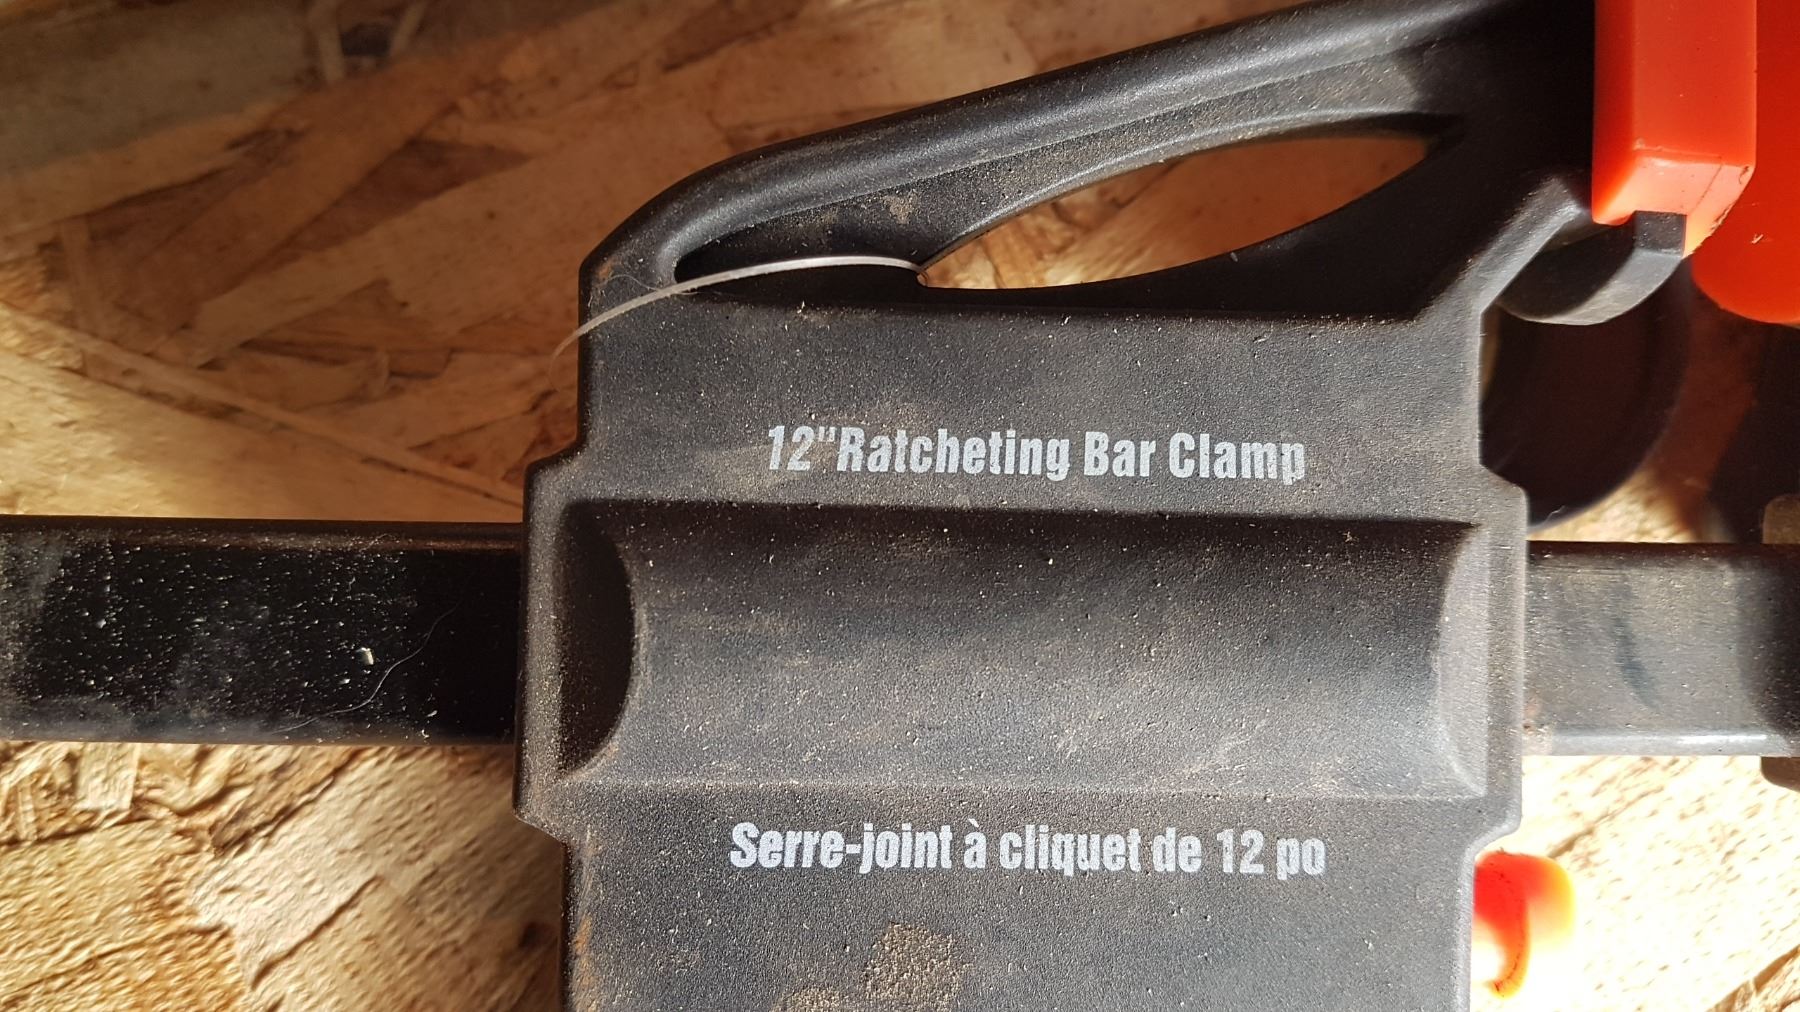 12"Ratcheting Bar Clamp
Serre-joint à cliquet de 12 po